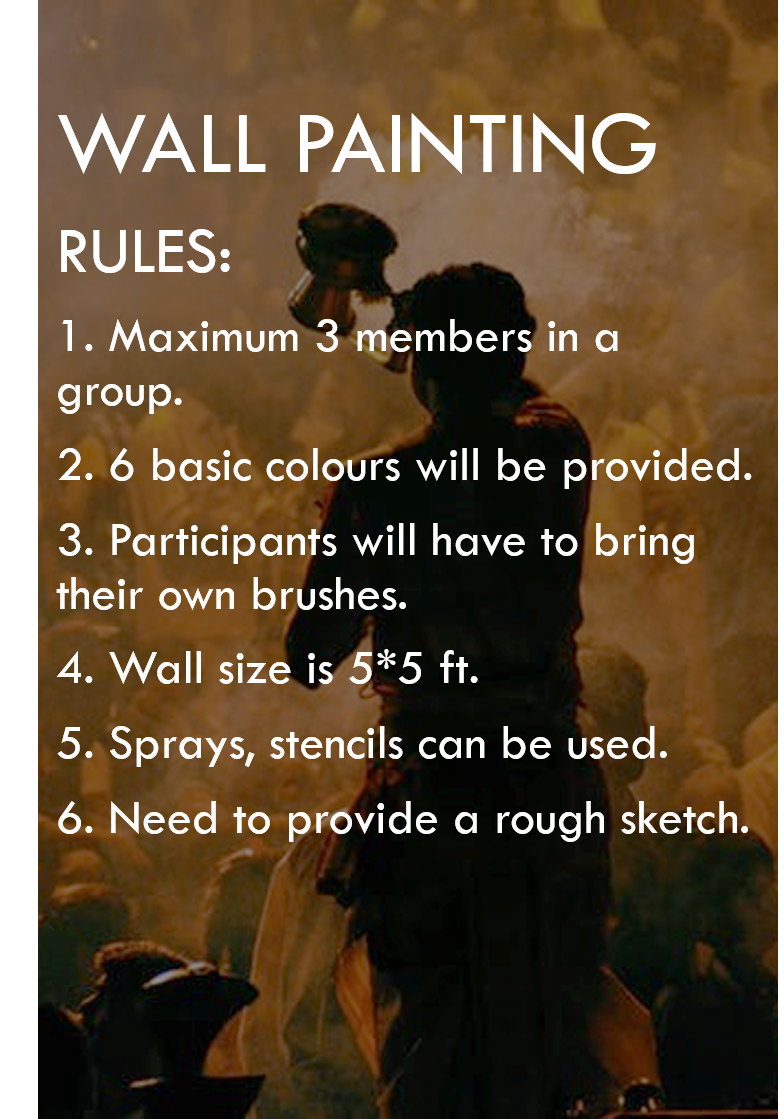 WALL PAINTING
RULES:
1. Maximum 3 members in a
group.
2. 6 basic colours will be provided.
3. Participants will have to bring
their own brushes.
4. Wall size is 5*5 ft.
5. Sprays, stencils can be used.
6. Need to provide a rough sketch.